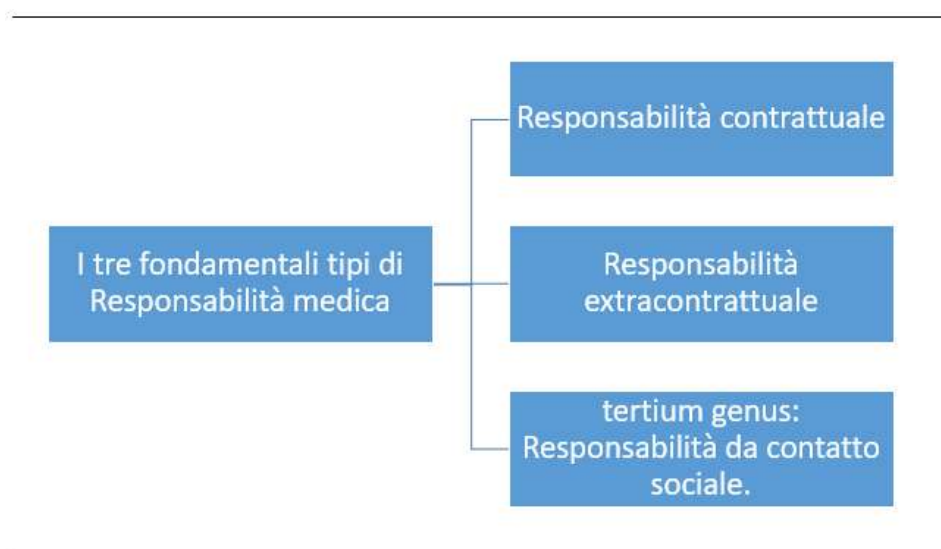 I tre fondamentali tipi di
Responsabilità medica
Responsabilità contrattuale
Responsabilità
extracontrattuale
tertium genus:
Responsabilità da contatto
sociale.